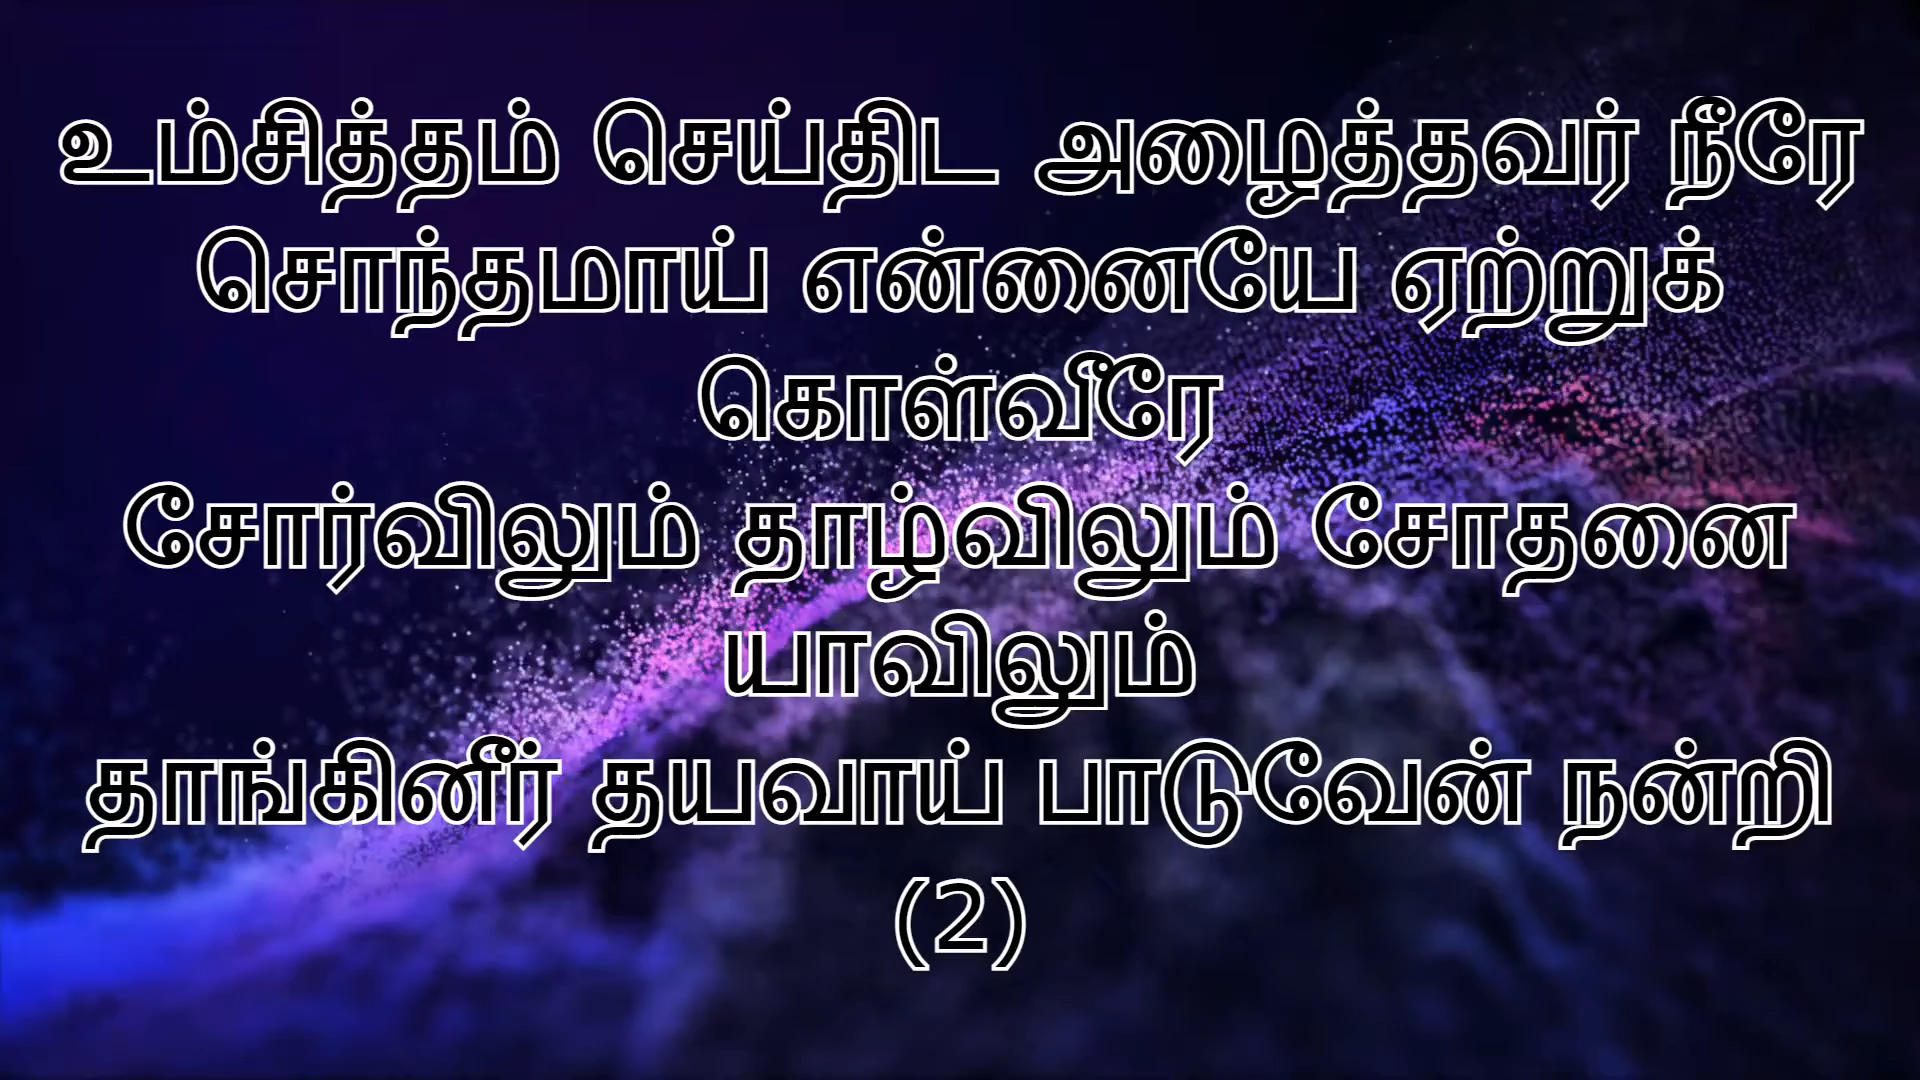 உம்சித்தம் செய்திட அழைத்தவர் நீரே
சொந்தமாய் என்னையே ஏற்றுக்
கொள்வீரே
சோர்விலும் தாழ்விலும் சோதனை
யாவிலும்
தாங்கினீர் தயவாய் பாடுவேன் நன்றி
(2)